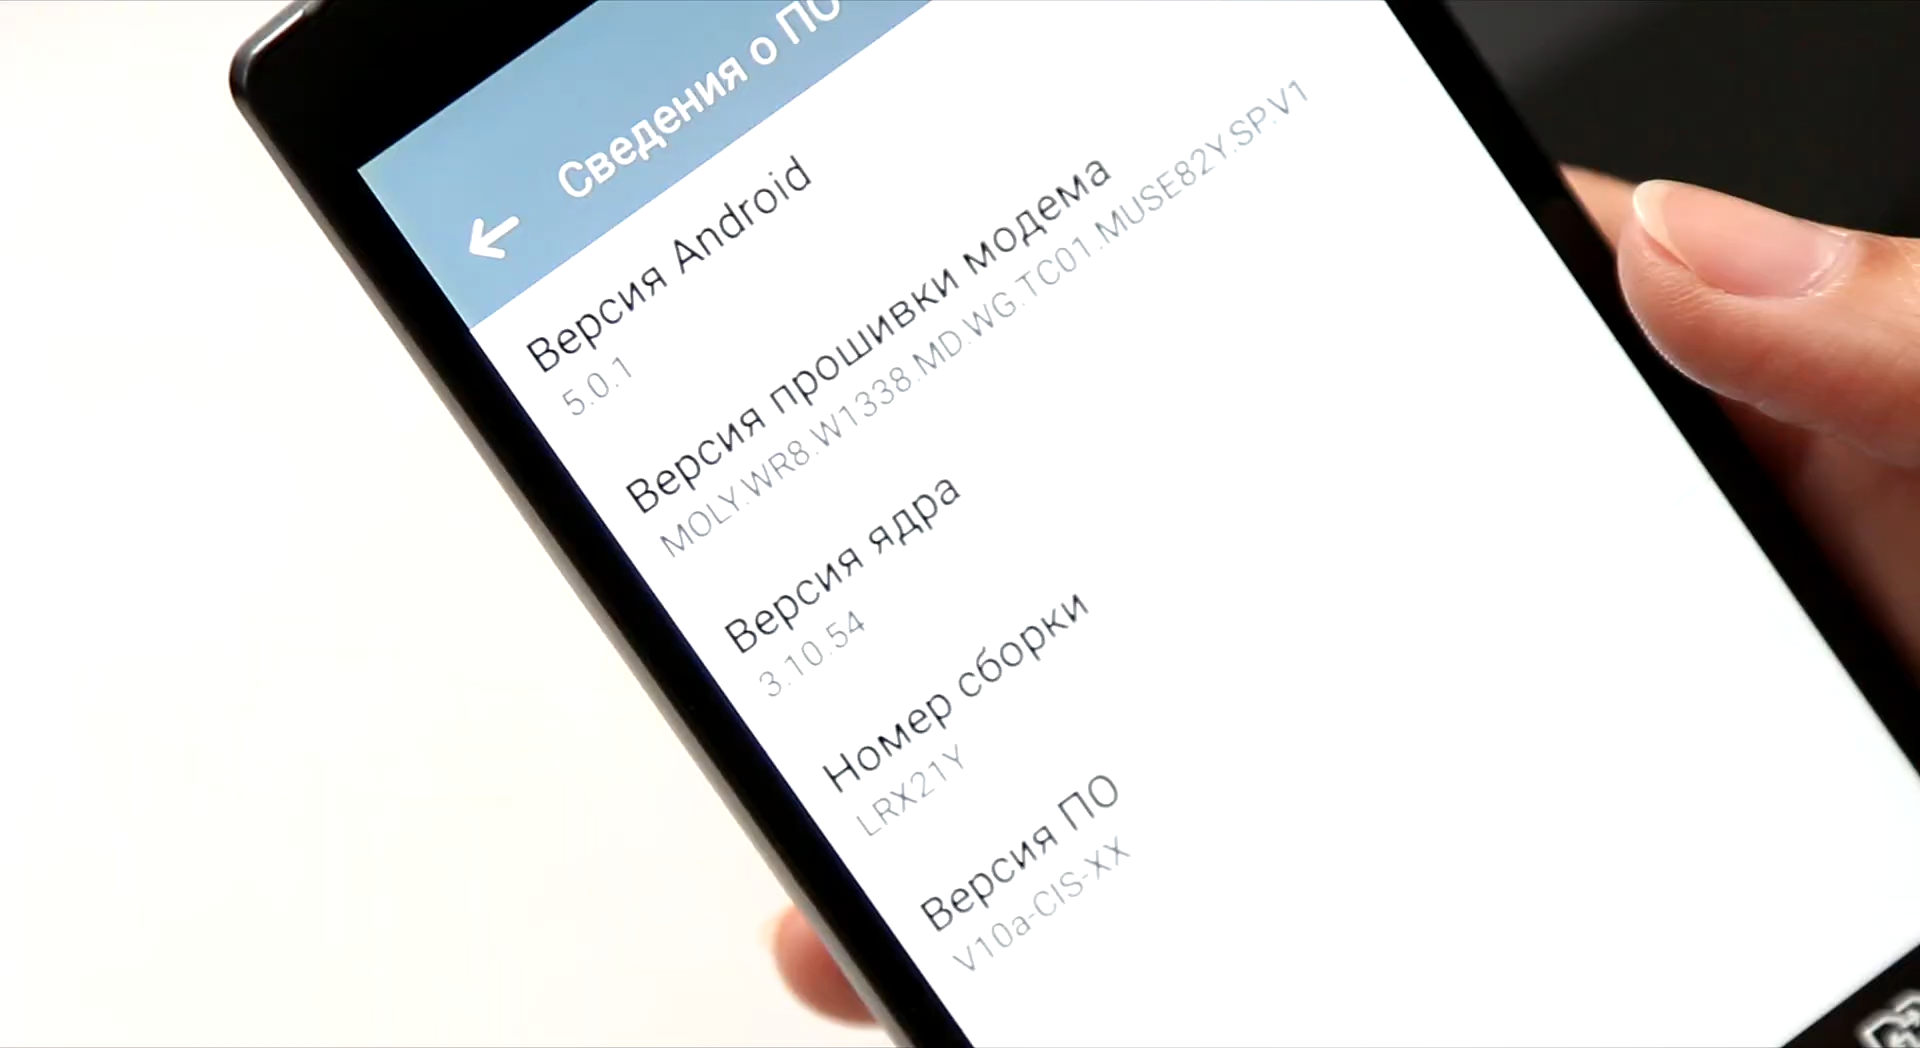 Сведения о ПО
Версия Android
5.0.1
Версия прошивки модема
MOLY.WR8.W1338.MD.WG.TC01.MUSE82Y.SP.V1
Версия ядра
3.10.54
Номер сборки
LRX21Y
Версия ПО
V10a-CIS-XX